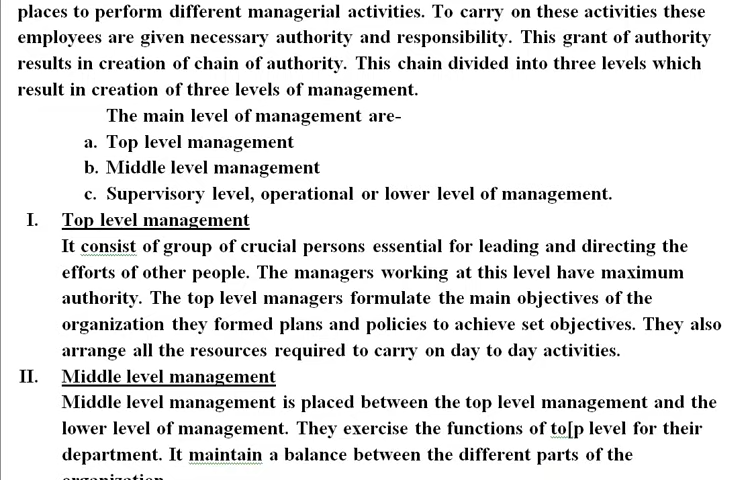 places to perform different managerial activities. To carry on these activities these
employees are given necessary authority and responsibility. This grant of authority
results in creation of chain of authority. This chain divided into three levels which
result in creation of three levels of management.
The main level of management are-
a. Top level management
b. Middle level management
c. Supervisory level, operational or lower level of management.
I. Top level management
It consist of group of crucial persons essential for leading and directing the
efforts of other people. The managers working at this level have maximum
authority. The top level managers formulate the main objectives of the
organization they formed plans and policies to achieve set objectives. They also
arrange all the resources required to carry on day to day activities.
II. Middle level management
Middle level management is placed between the top level management and the
lower level of management. They exercise the functions of to[p level for their
department. It maintain a balance between the different parts of the
organization